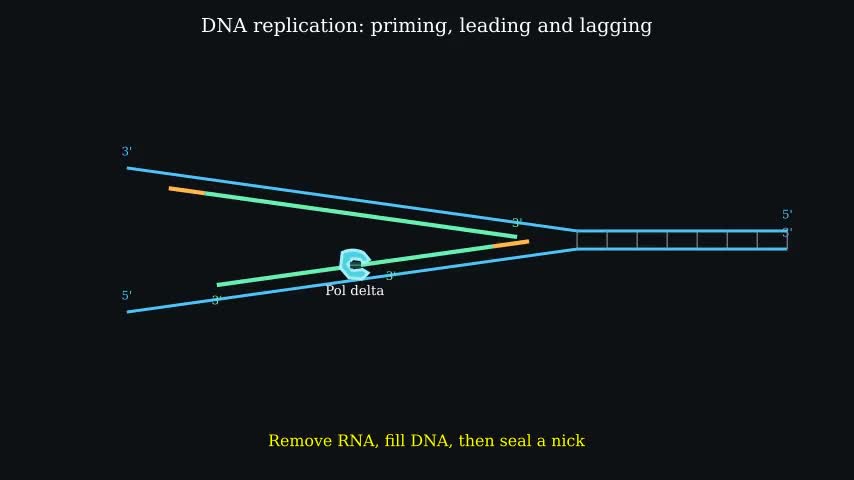 DNA replication: priming, leading and lagging
3'
5'
3'
3'
3'
5'
Pol delta
3'
Remove RNA, fill DNA, then seal a nick